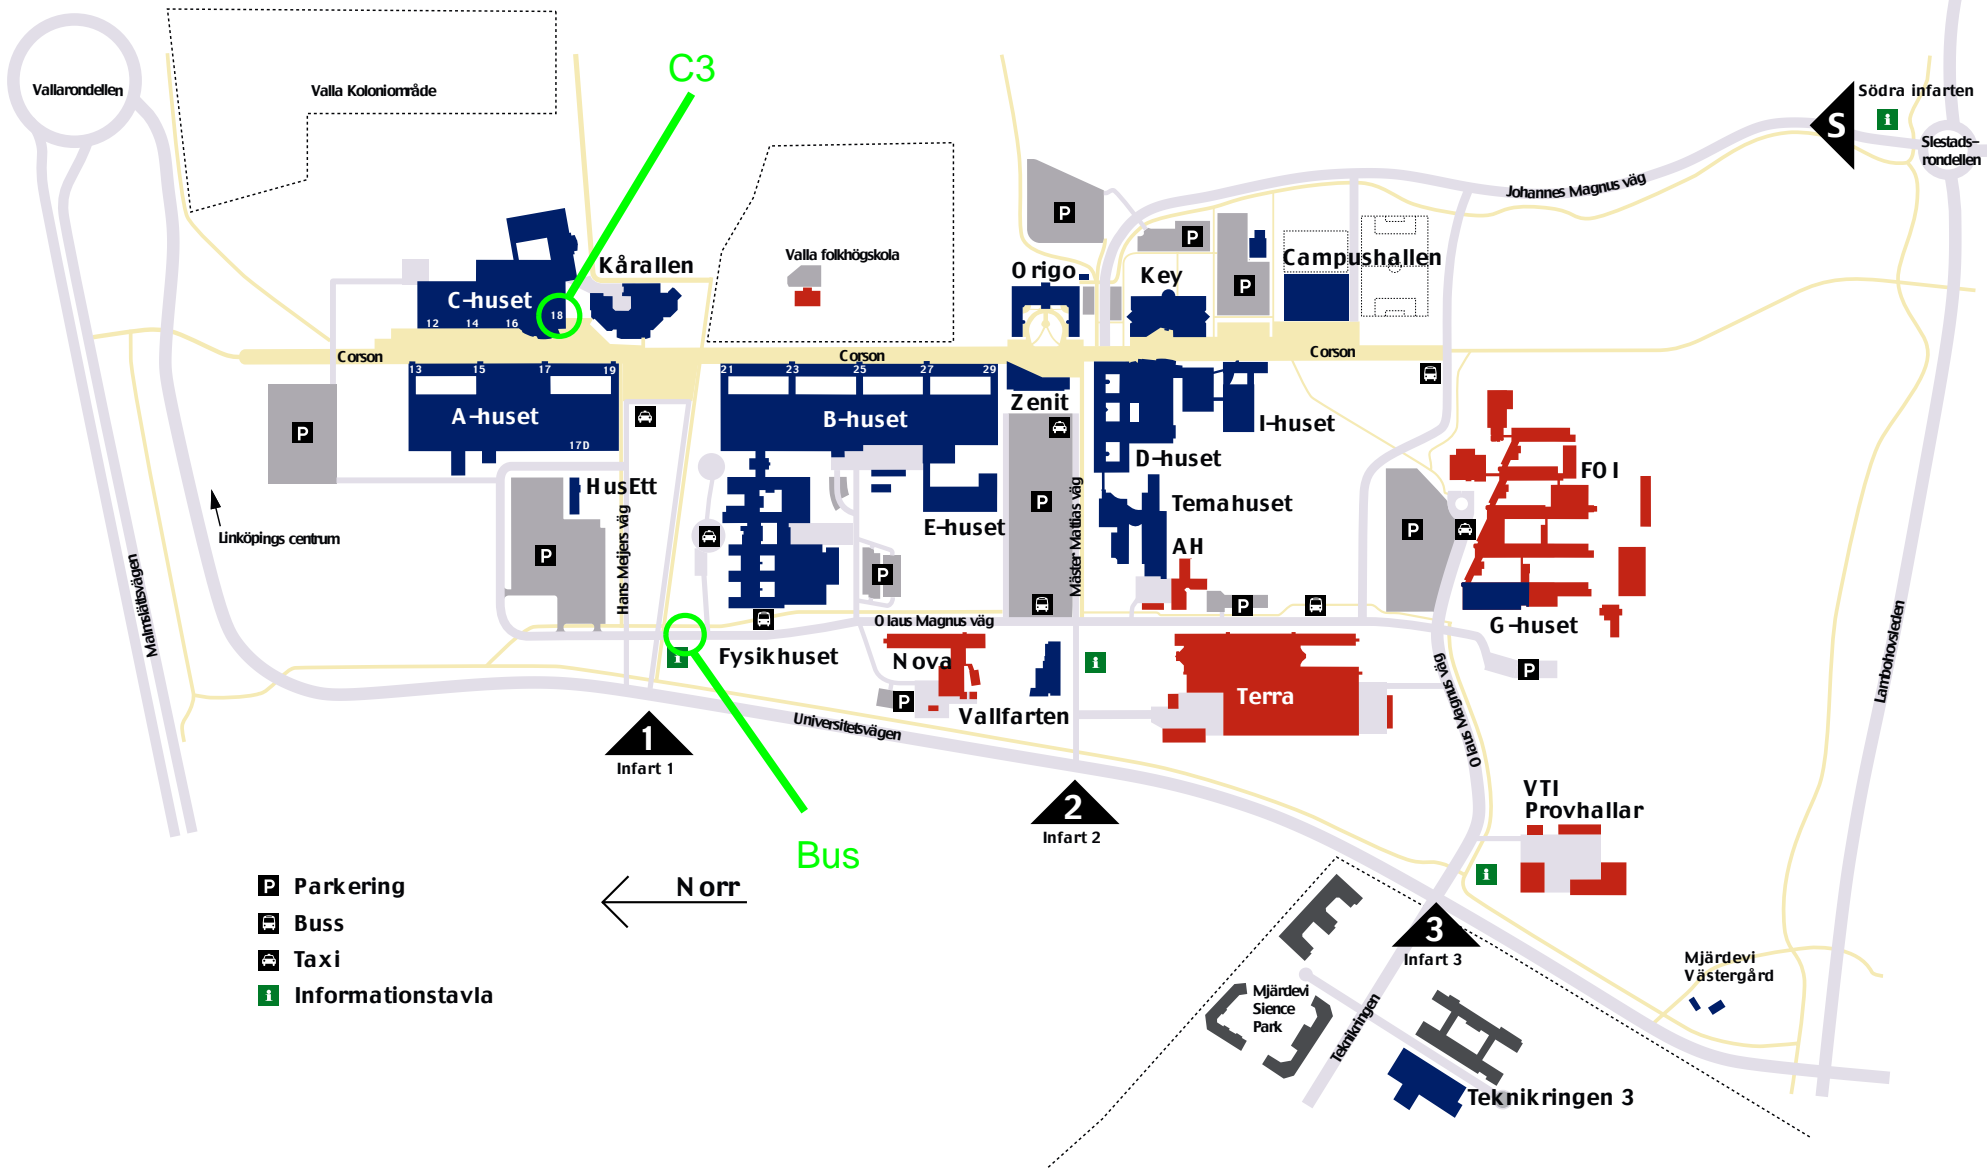 C3
Vallarondellen
Valla Koloniområde
Södra infarten
S
i
Slestads-
rondellen
Johannes Magnus väg
P
P
P
Valla folkhögskola
Kårallen
Origo
Key
Campushallen
C-huset
12
14
16
18
Corson
Corson
Corson
13
15
17
19
21
23
25
27
29
A-huset
17D
B-huset
Zenit
I-huset
D-huset
P
P
P
P
P
P
P
P
P
HusEtt
Hans Meijers väg
E-huset
Mäster Mattias väg
Temahuset
AH
FOI
G-huset
Linköpings centrum
Malmslättsvägen
Olaus Magnus väg
i
Fysikhuset
Nova
Vallfarten
i
Terra
Olaus Magnus väg
Lambohovsleden
Universitetsvägen
1
Infart 1
2
Infart 2
VTI
Provhallar
i
Bus
Norr
P Parkering
Buss
Taxi
i Informationstavla
3
Infart 3
Mjärdevi
Västergård
Mjärdevi
Sience
Park
Teknikringen
Teknikringen 3